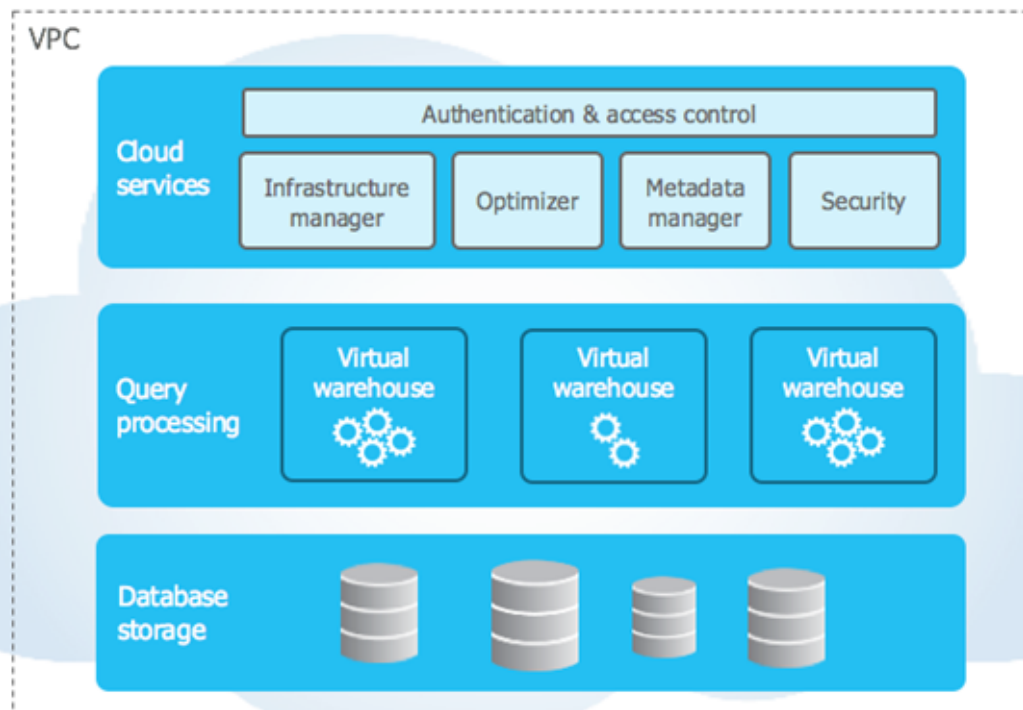 VPC
Cloud
services
Authentication & access control
Infrastructure
manager
Optimizer
Metadata
manager
Security
Query
processing
Virtual
warehouse
Virtual
warehouse
Virtual
warehouse
Database
storage